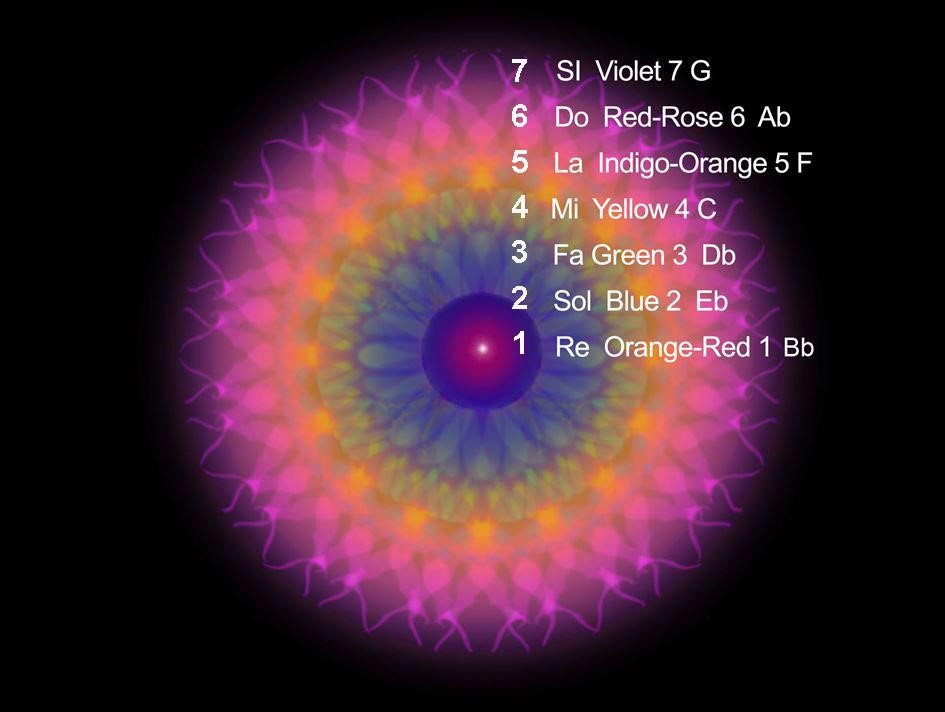 7 SI Violet 7 G
6 Do Red-Rose 6 Ab
5 La Indigo-Orange 5 F
4 Mi Yellow 4 C
3 Fa Green 3 Db
2 Sol Blue 2 Eb
1 Re Orange-Red 1 Bb